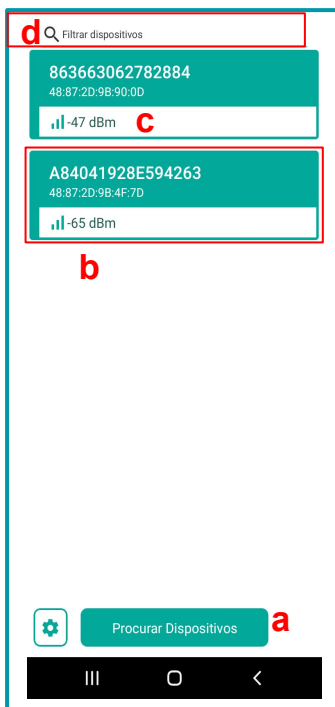 d Filtrar dispositivos
863663062782884
48:87:2D:9B:90:0D
-47 dBm c
A84041928E594263
48:87:2D:9B:4F:7D
-65 dBm
b
Procurar Dispositivos a